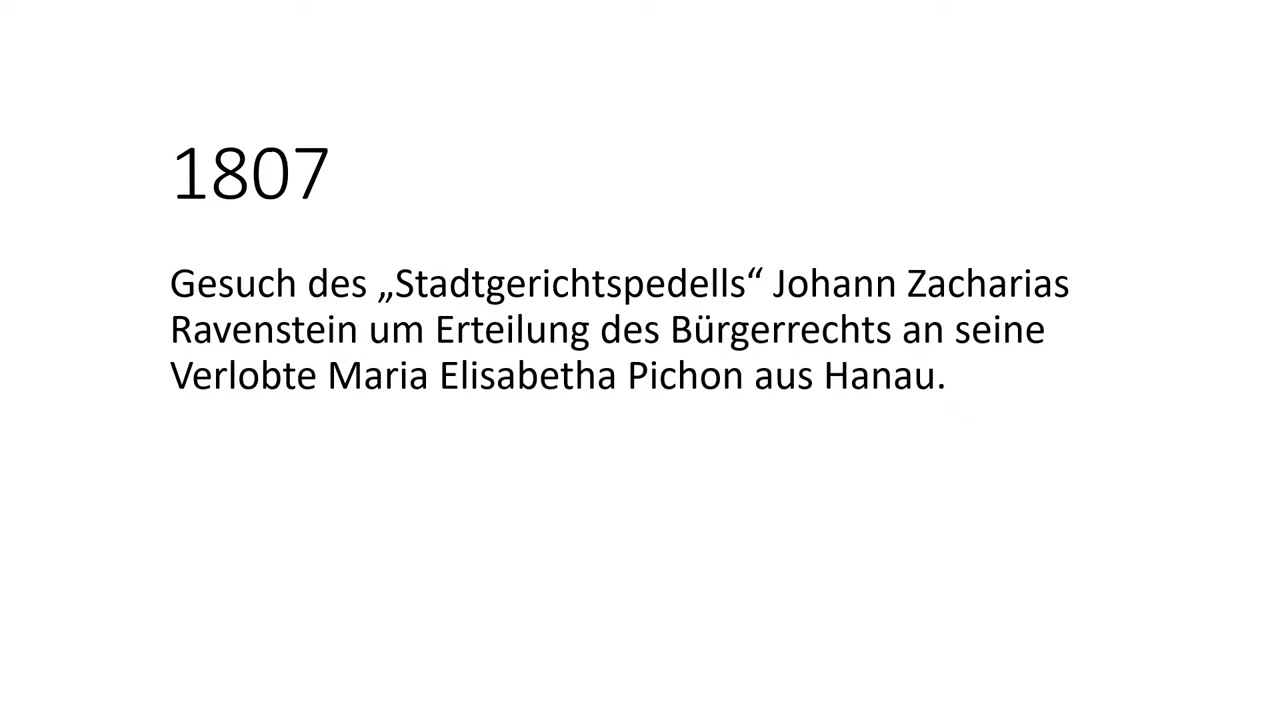 1807
Gesuch des „Stadtgerichtspedells“ Johann Zacharias
Ravenstein um Erteilung des Bürgerrechts an seine
Verlobte Maria Elisabetha Pichon aus Hanau.